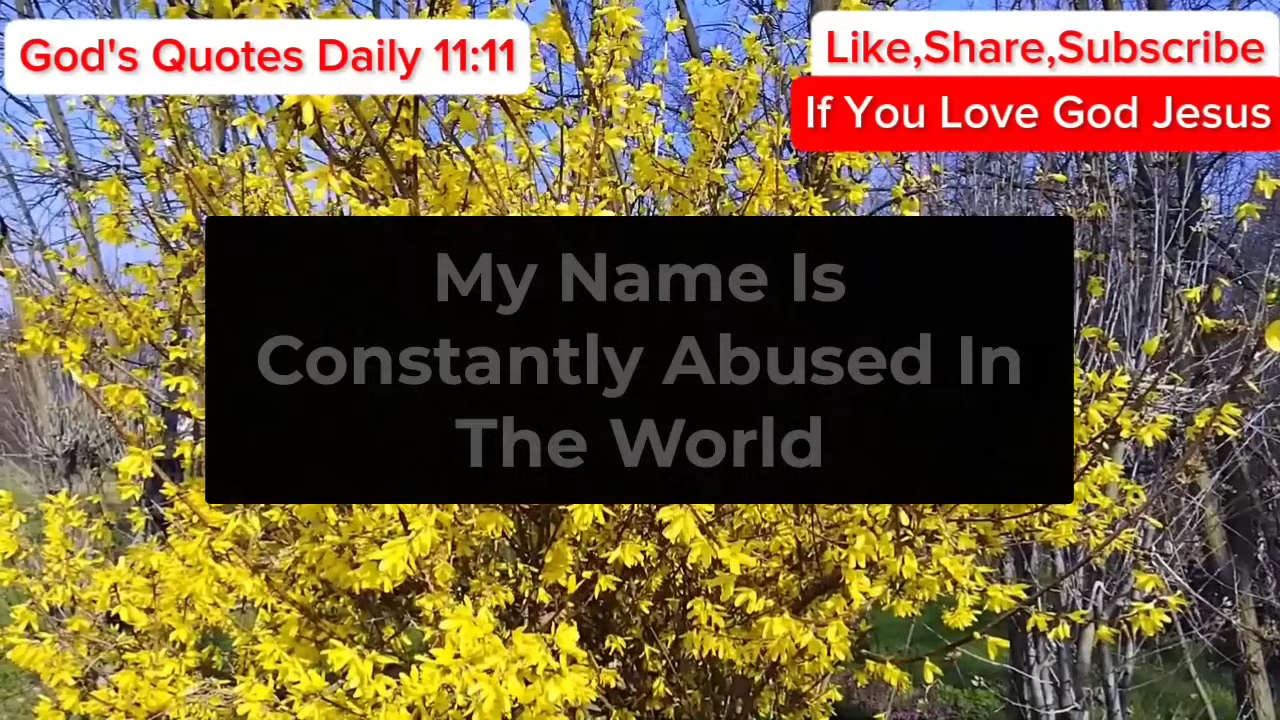 God's Quotes Daily 11:11
Like,Share,Subscribe
If You Love God Jesus
My Name Is
Constantly Abused In
The World